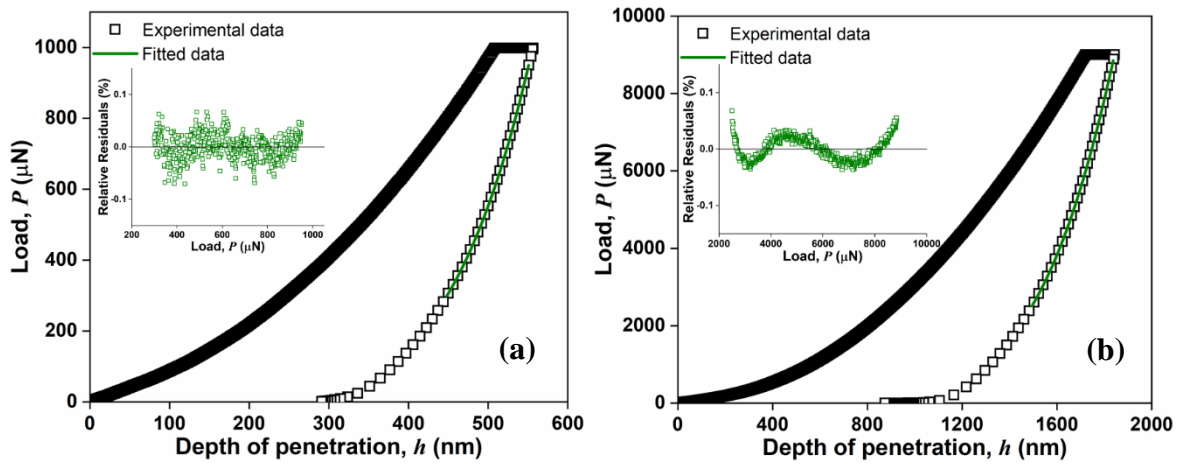 (a)
Experimental data
Fitted data
Relative Residuals (%)
0.1
0.0
-0.1
200
400
600
800
1000
Load, P (μN)
Load, P (μN)
1000
800
600
400
200
0
0
100
200
300
400
500
600
Depth of penetration, h (nm)
(a)
Experimental data
Fitted data
Relative Residuals (%)
0.1
0.0
-0.1
2000
4000
6000
8000
10000
Load, P (μN)
Load, P (μN)
10000
8000
6000
4000
2000
0
0
400
800
1200
1600
2000
Depth of penetration, h (nm)
(b)